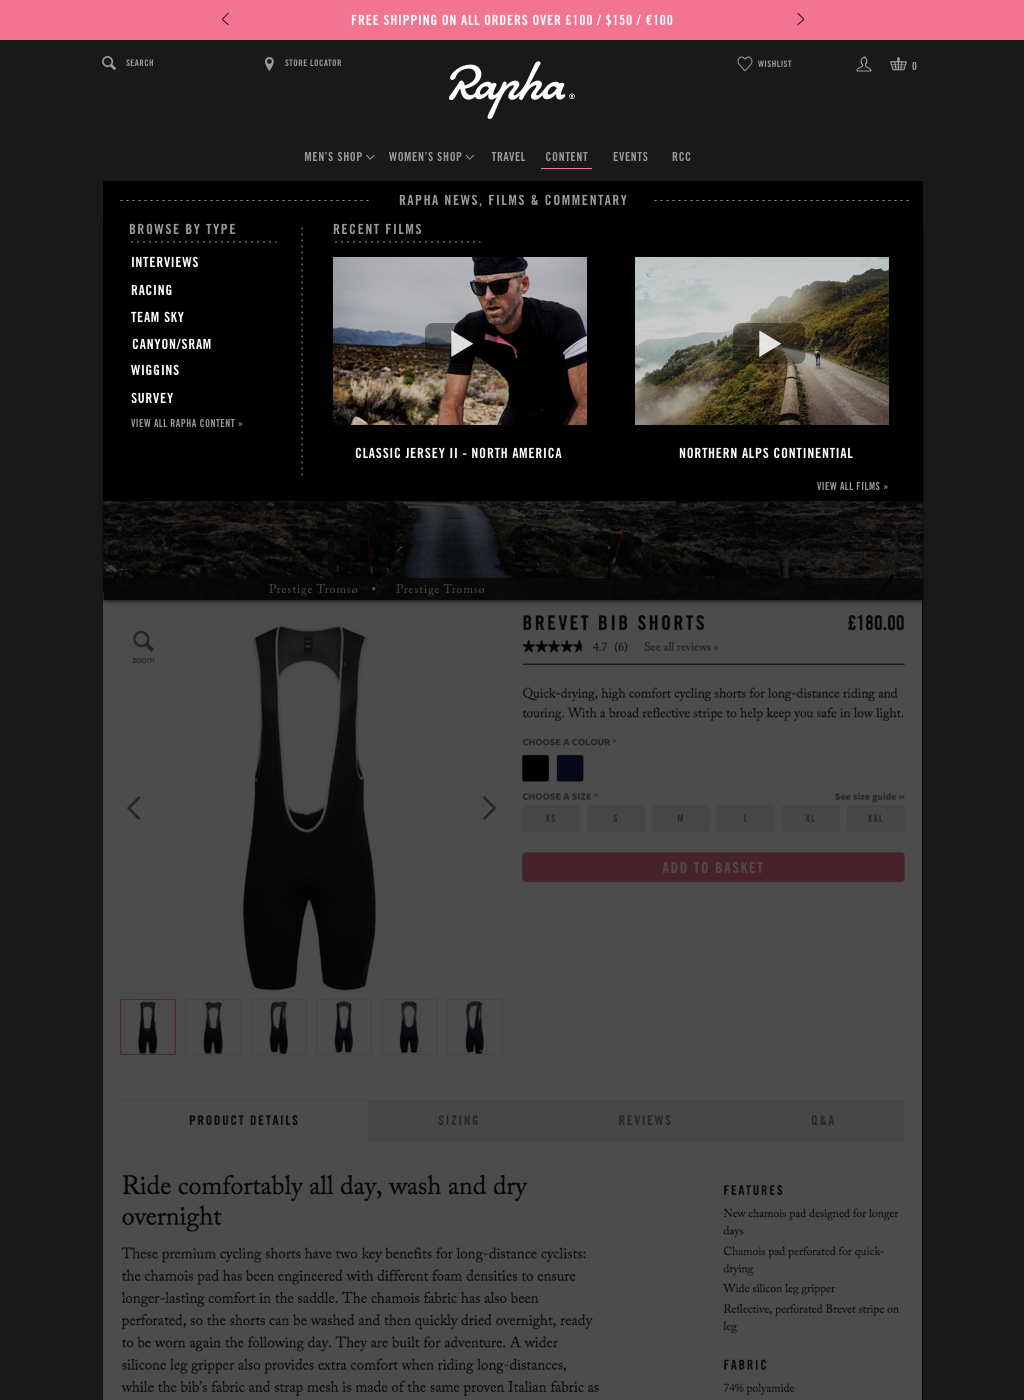 FREE SHIPPING ON ALL ORDERS OVER £100 / $150 / €100
SEARCH
STORE LOCATOR
Rapha®
WISHLIST
0
MEN'S SHOP
WOMEN'S SHOP
TRAVEL
CONTENT
EVENTS
RCC
RAPHA NEWS, FILMS & COMMENTARY
BROWSE BY TYPE
INTERVIEWS
RACING
TEAM SKY
CANYON/SRAM
WIGGINS
SURVEY
VIEW ALL RAPHA CONTENT »
RECENT FILMS
CLASSIC JERSEY II - NORTH AMERICA
NORTHERN ALPS CONTINENTIAL
VIEW ALL FILMS »
Prestige Tromsø • Prestige Tromsø
zoom
BREVET BIB SHORTS £180.00
4.7 (6) See all reviews »
Quick-drying, high comfort cycling shorts for long-distance riding and
touring. With a broad reflective stripe to help keep you safe in low light.
CHOOSE A COLOUR *
CHOOSE A SIZE * See size guide »
XS S M L XL XXL
ADD TO BASKET
PRODUCT DETAILS
SIZING
REVIEWS
Q&A
Ride comfortably all day, wash and dry
overnight
These premium cycling shorts have two key benefits for long-distance cyclists:
the chamois pad has been engineered with different foam densities to ensure
longer-lasting comfort in the saddle. The chamois fabric has also been
perforated, so the shorts can be washed and then quickly dried overnight, ready
to be worn again the following day. They are built for adventure. A wider
silicone leg gripper also provides extra comfort when riding long-distances,
while the bib's fabric and strap mesh is made of the same proven Italian fabric as
FEATURES
New chamois pad designed for longer
days
Chamois pad perforated for quick-
drying
Wide silicon leg gripper
Reflective, perforated Brevet stripe on
leg
FABRIC
74% polyamide